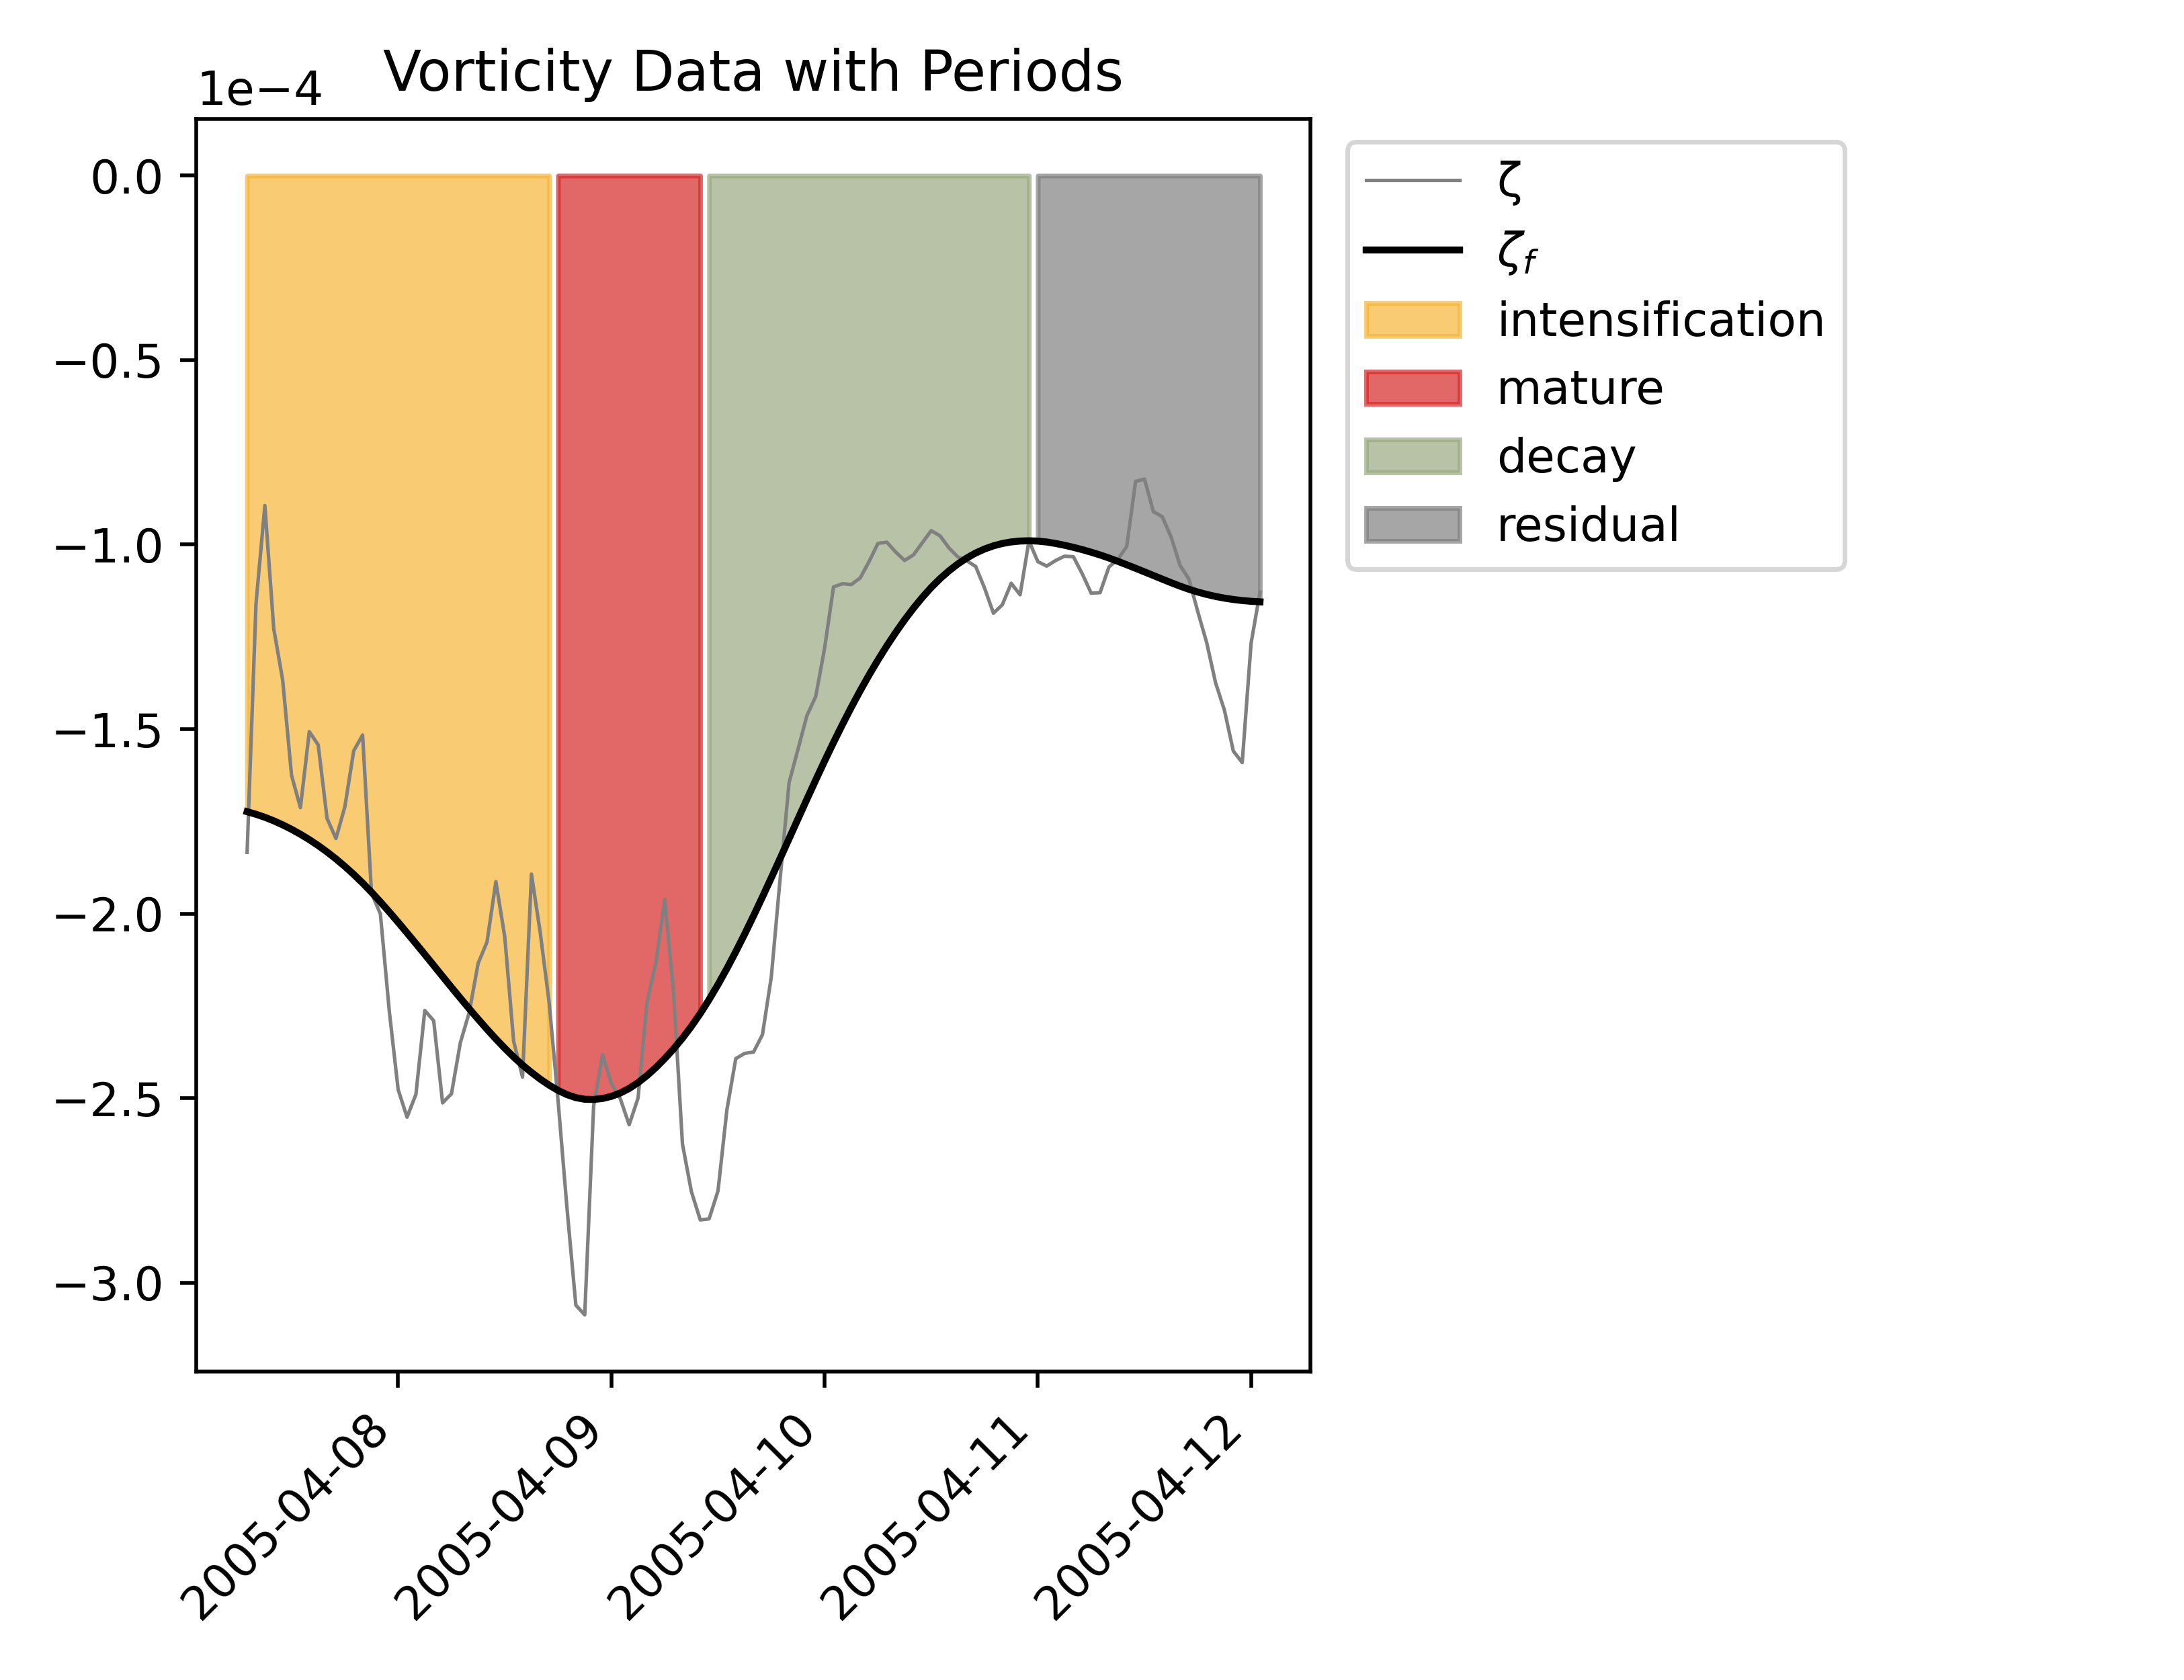 Vorticity Data with Periods
1e−4
0.0
−0.5
−1.0
−1.5
−2.0
−2.5
−3.0
2005-04-08
2005-04-09
2005-04-10
2005-04-11
2005-04-12
ζ
ζf
intensification
mature
decay
residual